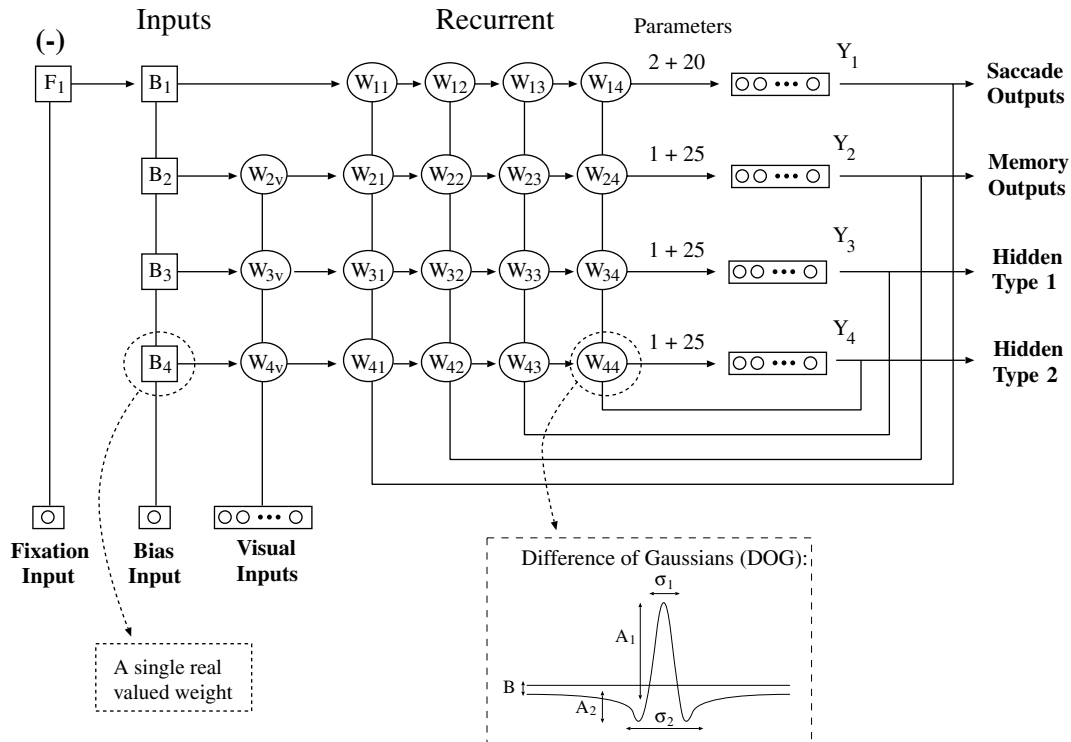 Inputs
Recurrent
Parameters
(-)
F1 B1 W11 W12 W13 W14 2 + 20 Y1 Saccade
Outputs
B2 W2v W21 W22 W23 W24 1 + 25 Y2 Memory
Outputs
B3 W3v W31 W32 W33 W34 1 + 25 Y3 Hidden
Type 1
B4 W4v W41 W42 W43 W44 1 + 25 Y4 Hidden
Type 2
Fixation
Input
Bias
Input
Visual
Inputs
Difference of Gaussians (DOG):
σ1
A1
B
A2
σ2
A single real
valued weight